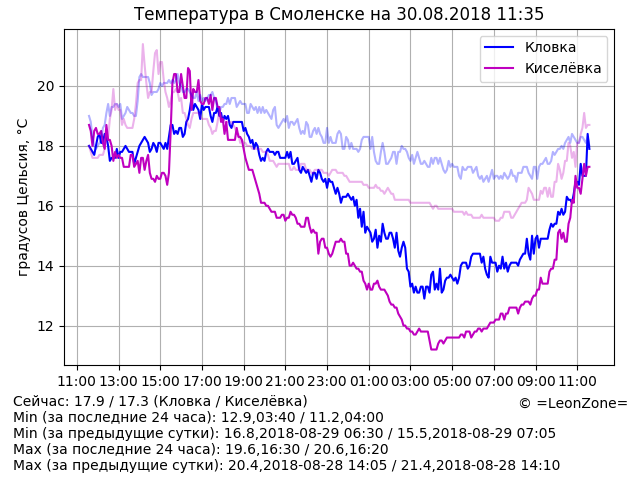 Температура в Смоленске на 30.08.2018 11:35
Кловка
Киселёвка
градусов Цельсия, °C
20
18
16
14
12
11:00 13:00 15:00 17:00 19:00 21:00 23:00 01:00 03:00 05:00 07:00 09:00 11:00
Сейчас: 17.9 / 17.3 (Кловка / Киселёвка)
© =LeonZone=
Min (за последние 24 часа): 12.9,03:40 / 11.2,04:00
Min (за предыдущие сутки): 16.8,2018-08-29 06:30 / 15.5,2018-08-29 07:05
Max (за последние 24 часа): 19.6,16:30 / 20.6,16:20
Max (за предыдущие сутки): 20.4,2018-08-28 14:05 / 21.4,2018-08-28 14:10